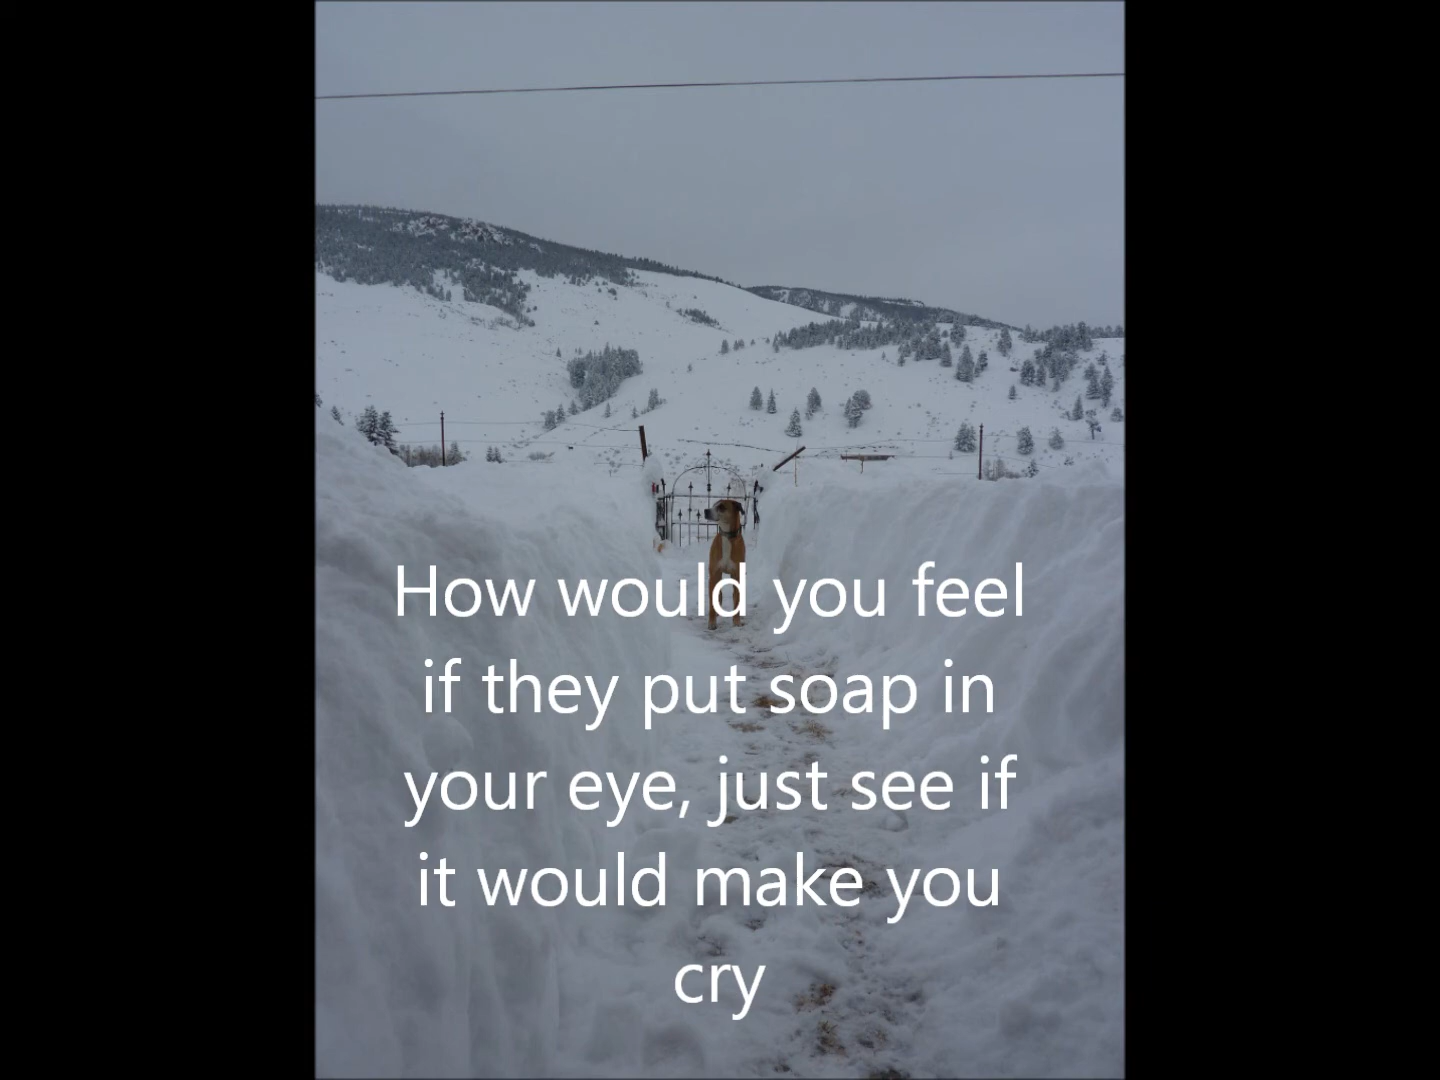 How would you feel
if they put soap in
your eye, just see if
it would make you
cry